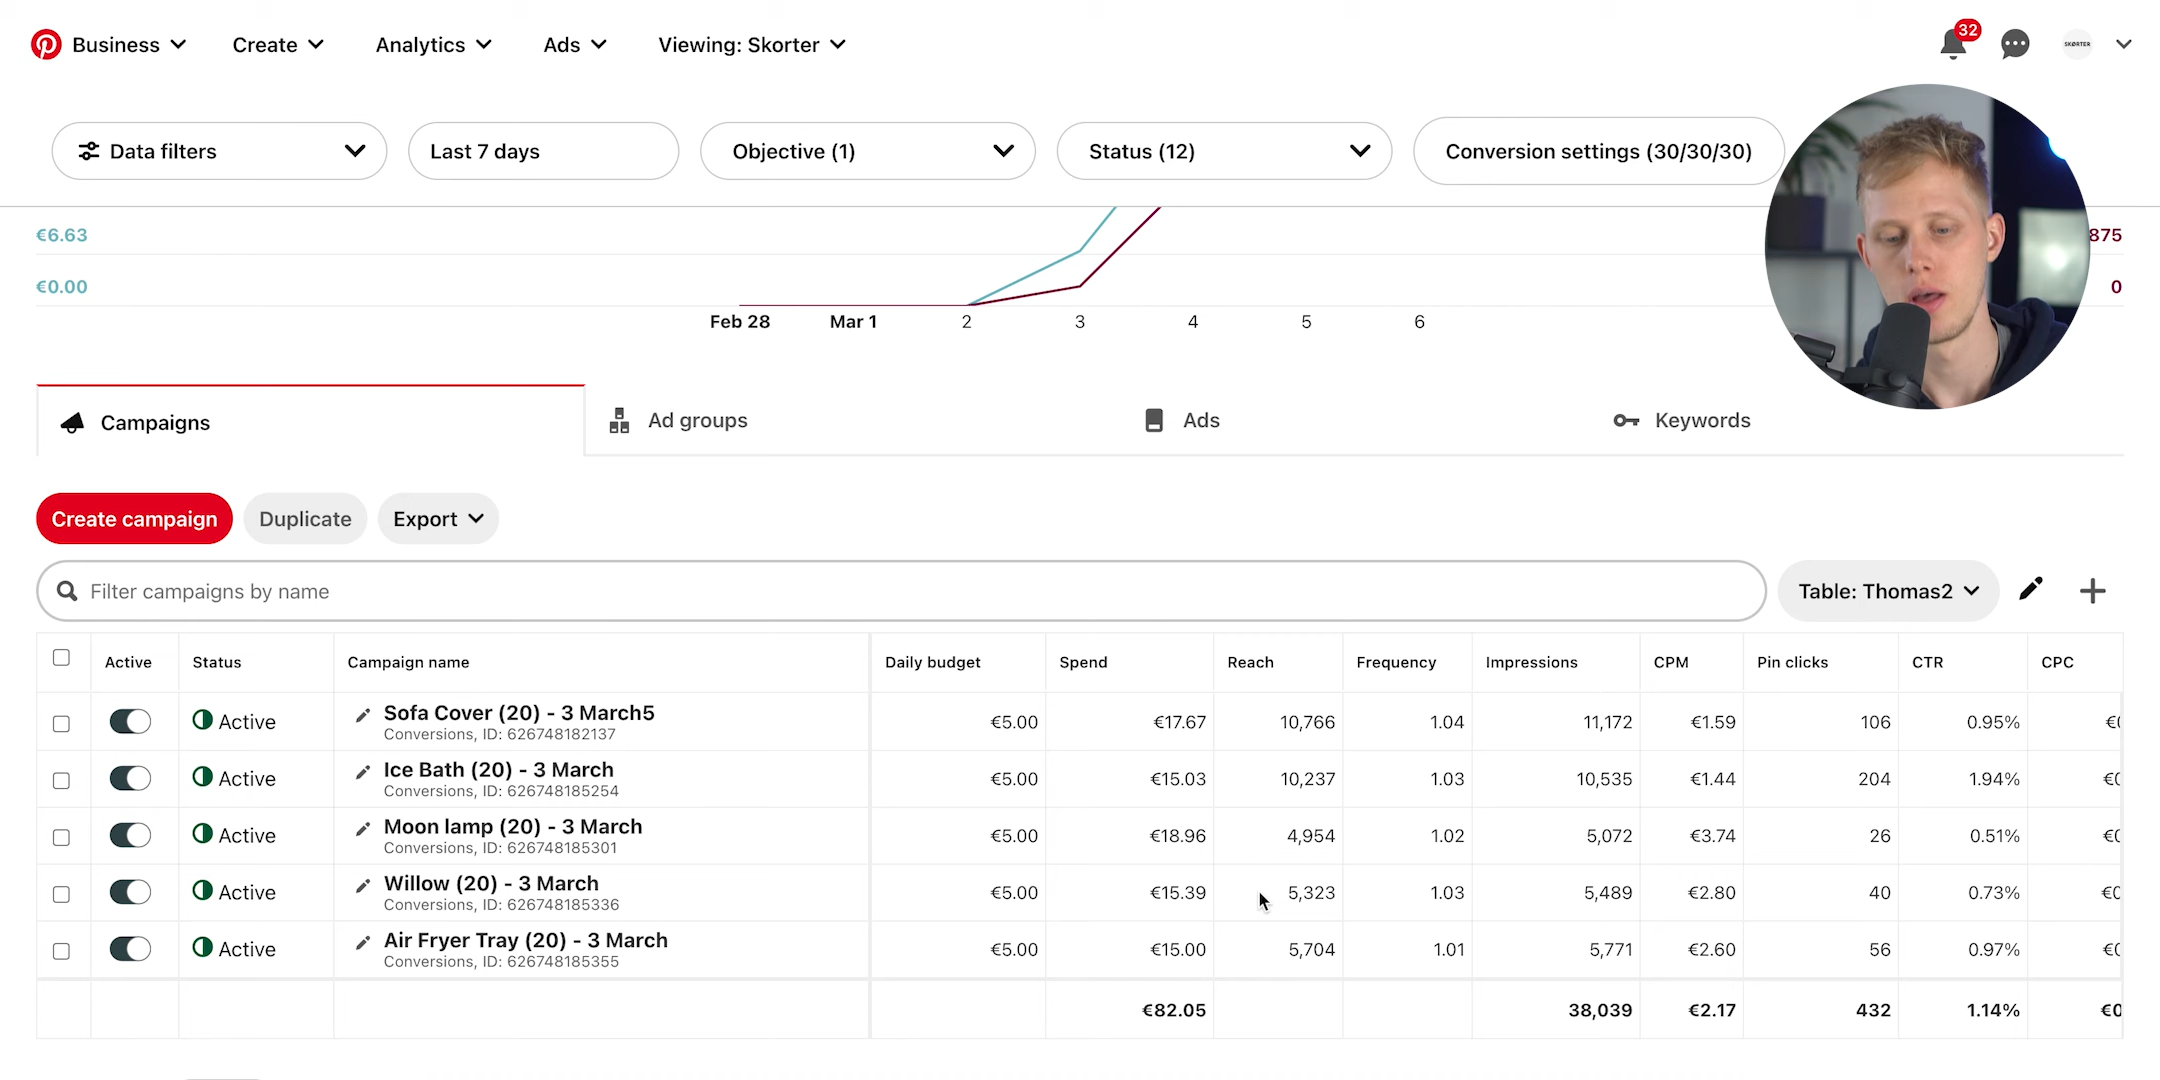 Business Create Analytics Ads Viewing: Skorter 32 SKØRTER
Data filters Last 7 days Objective (1) Status (12) Conversion settings (30/30/30)
€6.63 875
€0.00 0
Feb 28 Mar 1 2 3 4 5 6
Campaigns Ad groups Ads Keywords
Create campaign Duplicate Export
Filter campaigns by name Table: Thomas2
Active Status Campaign name Daily budget Spend Reach Frequency Impressions CPM Pin clicks CTR CPC
Active Sofa Cover (20) - 3 March5 €5.00 €17.67 10,766 1.04 11,172 €1.59 106 0.95%
Conversions, ID: 626748182137
Active Ice Bath (20) - 3 March €5.00 €15.03 10,237 1.03 10,535 €1.44 204 1.94%
Conversions, ID: 626748185254
Active Moon lamp (20) - 3 March €5.00 €18.96 4,954 1.02 5,072 €3.74 26 0.51%
Conversions, ID: 626748185301
Active Willow (20) - 3 March €5.00 €15.39 5,323 1.03 5,489 €2.80 40 0.73%
Conversions, ID: 626748185336
Active Air Fryer Tray (20) - 3 March €5.00 €15.00 5,704 1.01 5,771 €2.60 56 0.97%
Conversions, ID: 626748185355
€82.05 38,039 €2.17 432 1.14%